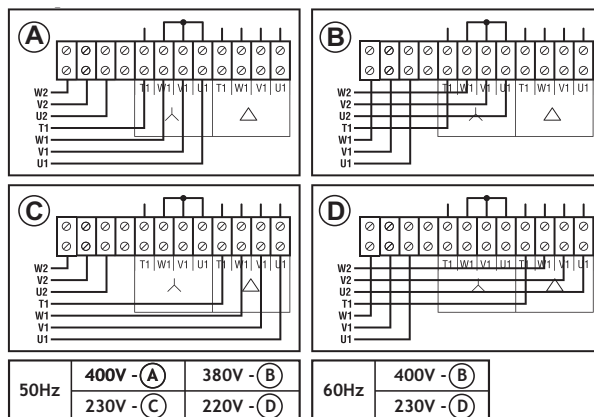 A
T1 W1 V1 U1 T1 W1 V1 U1
W2
V2
U2
T1
W1
V1
U1
B
T1 W1 V1 U1 T1 W1 V1 U1
W2
V2
U2
T1
W1
V1
U1
C
T1 W1 V1 U1 T1 W1 V1 U1
W2
V2
U2
T1
W1
V1
U1
D
T1 W1 V1 U1 T1 W1 V1 U1
W2
V2
U2
T1
W1
V1
U1
50Hz
400V - A 380V - B
230V - C 220V - D
60Hz
400V - B
230V - D